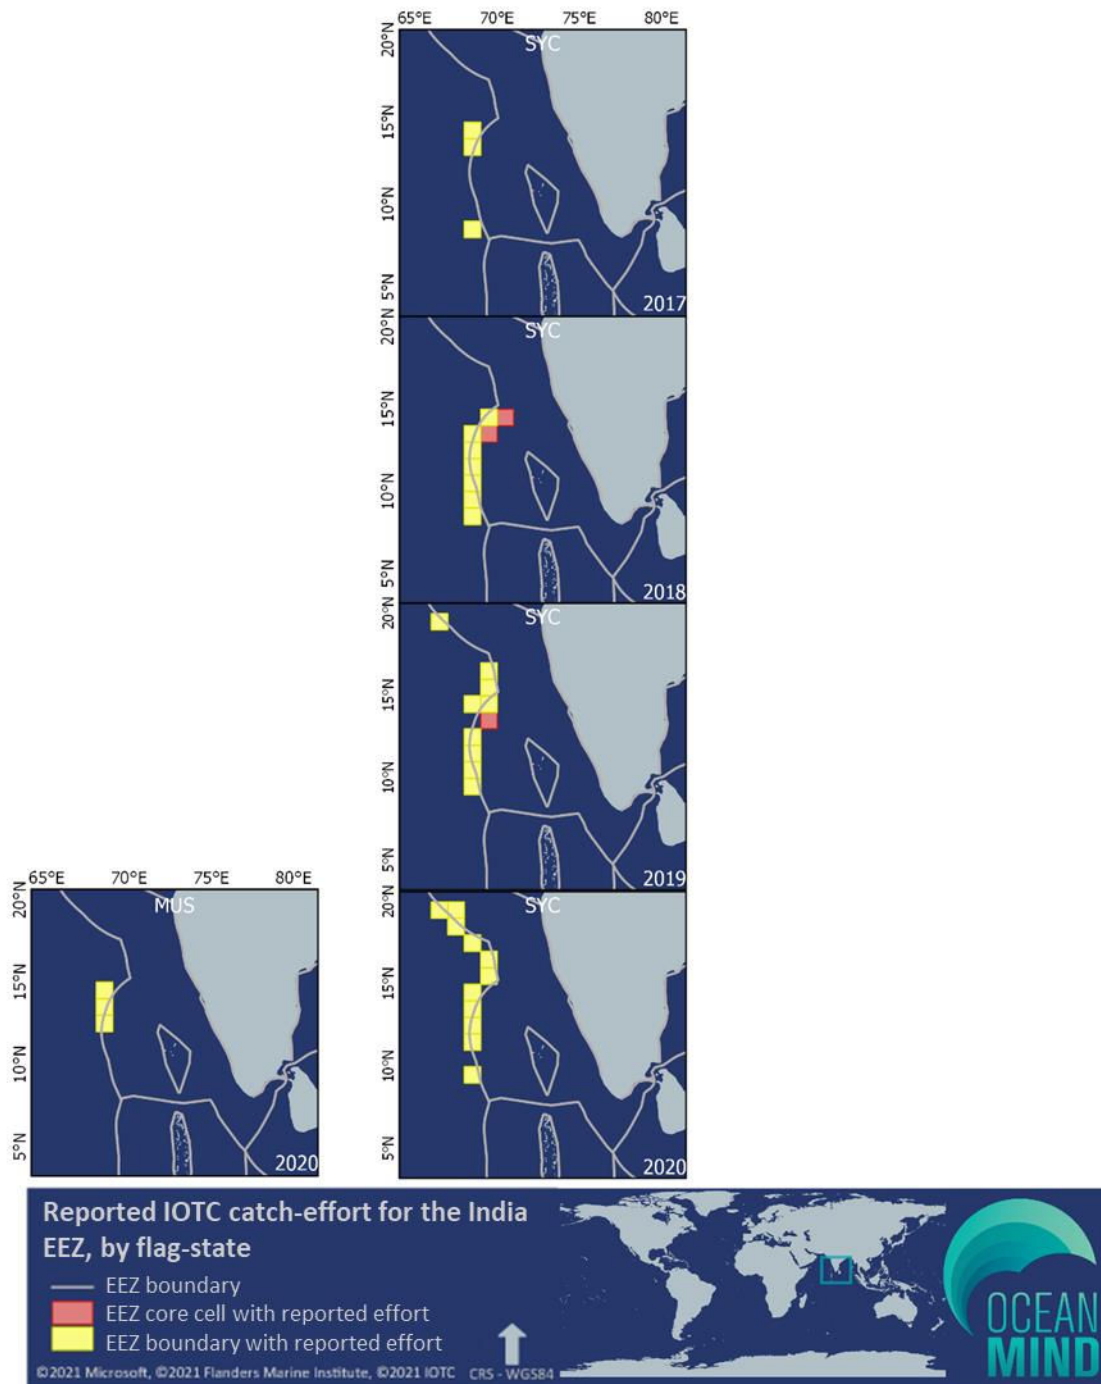 65°E 70°E 75°E 80°E
20°N
SYC
15°N
10°N
5°N
2017
20°N
SYC
15°N
10°N
5°N
2018
20°N
SYC
15°N
10°N
5°N
2019
65°E 70°E 75°E 80°E
20°N
MUS
15°N
10°N
5°N
2020
20°N
SYC
15°N
10°N
5°N
2020
Reported IOTC catch-effort for the India
EEZ, by flag-state
EEZ boundary
EEZ core cell with reported effort
EEZ boundary with reported effort
©2021 Microsoft, ©2021 Flanders Marine Institute, ©2021 IOTC CRS - WGS84
OCEAN
MIND